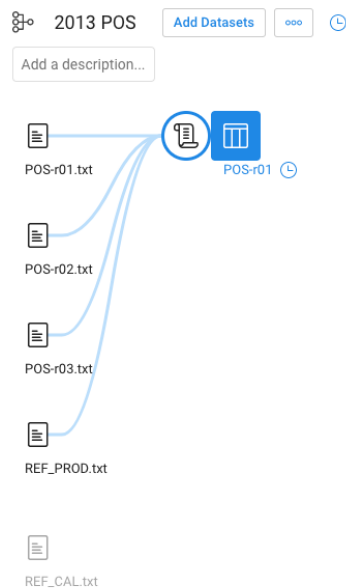 2013 POS
Add Datasets
Add a description...
POS-r01.txt
POS-r01
POS-r02.txt
POS-r03.txt
REF_PROD.txt
REF_CAL.txt